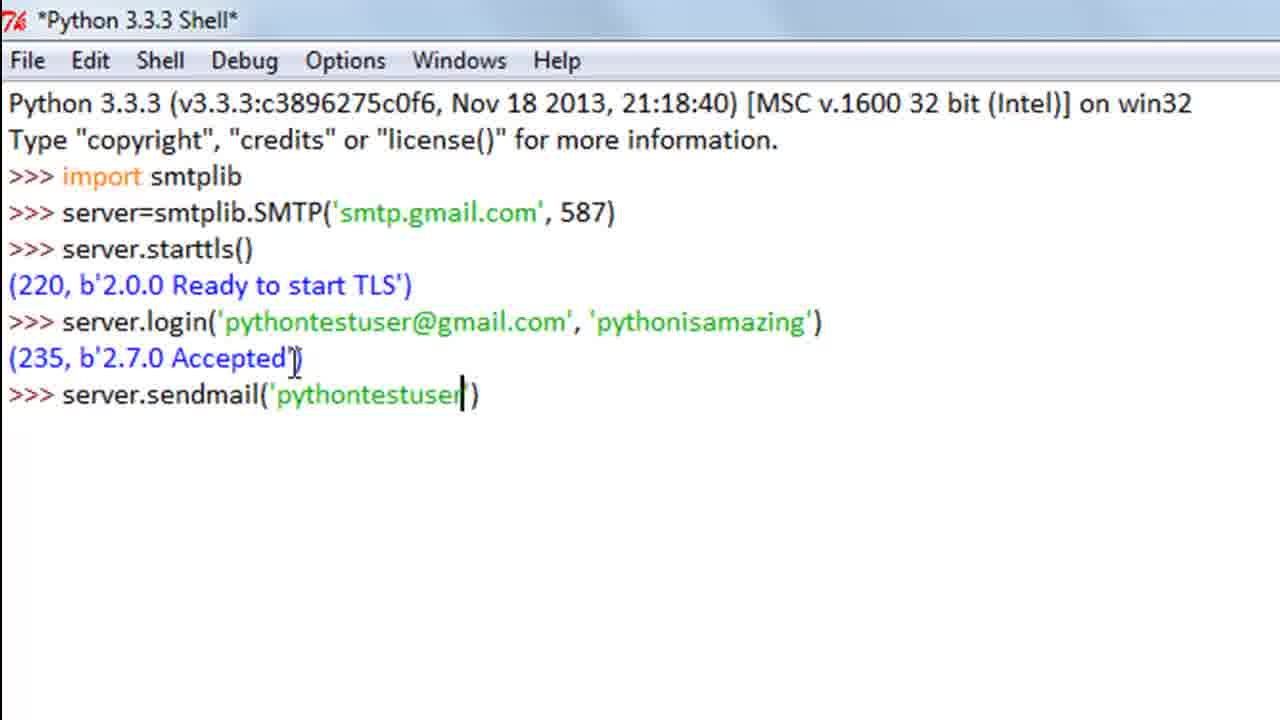 *Python 3.3.3 Shell*
File Edit Shell Debug Options Windows Help
Python 3.3.3 (v3.3.3:c3896275c0f6, Nov 18 2013, 21:18:40) [MSC v.1600 32 bit (Intel)] on win32
Type "copyright", "credits" or "license()" for more information.
>>> import smtplib
>>> server=smtplib.SMTP('smtp.gmail.com', 587)
>>> server.starttls()
(220, b'2.0.0 Ready to start TLS')
>>> server.login('pythontestuser@gmail.com', 'pythonisamazing')
(235, b'2.7.0 Accepted')
>>> server.sendmail('pythontestuser')